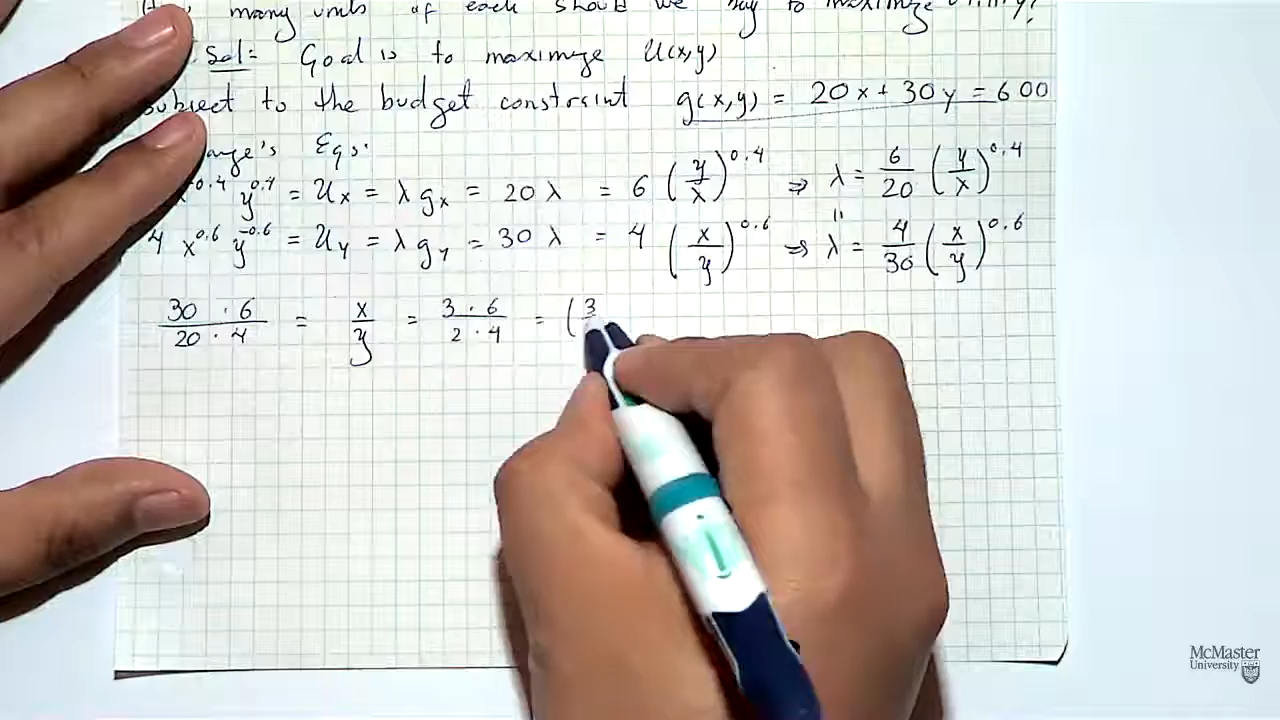 many units of each should we buy to maximize utility?
Sol: Goal is to maximize U(x,y)
subject to the budget constraint g(x,y) = 20x + 30y = 600
Eqs:
y^0.4 = U_x = λ g_x = 20 λ = 6 (y/x)^0.4 ⇒ λ = 6/20 (y/x)^0.4
4 x^0.6 y^-0.6 = U_y = λ g_y = 30 λ = 4 (x/y)^0.6 ⇒ λ = 4/30 (x/y)^0.6
30 · 6 / 20 · 4 = x/y = 3 · 6 / 2 · 4 = (3
McMaster
University